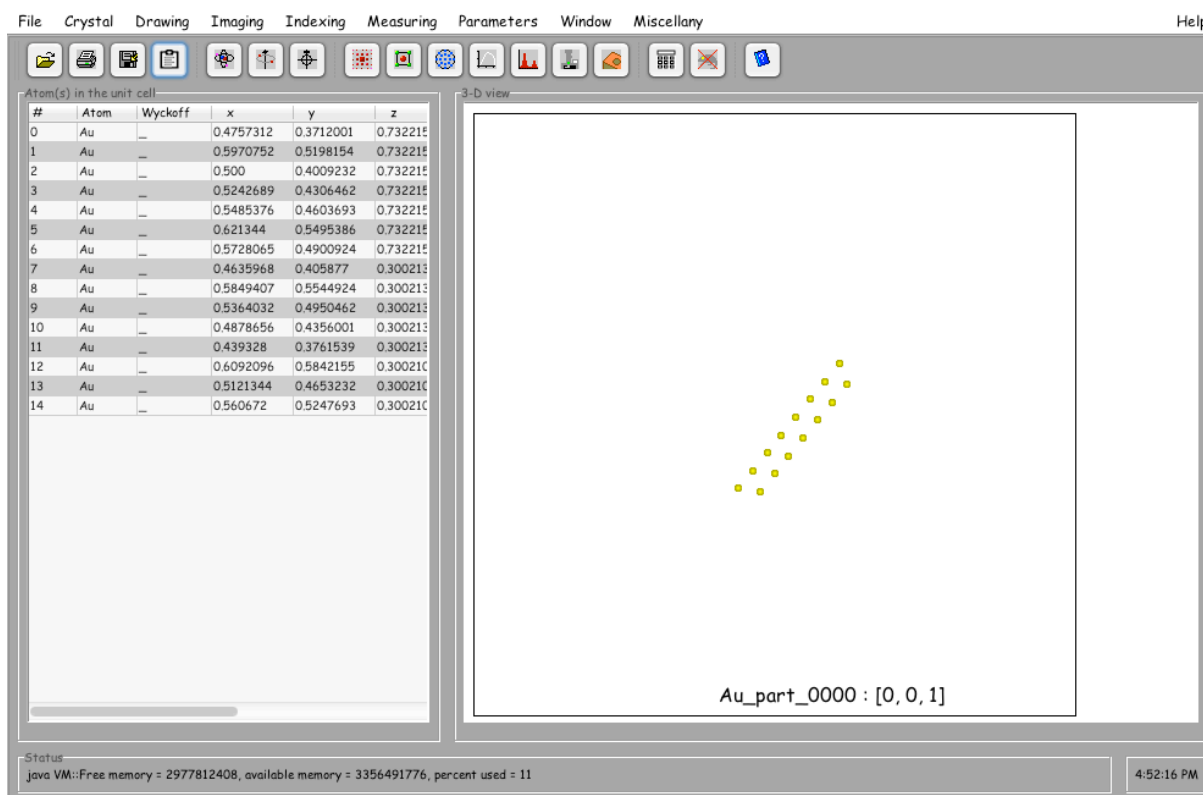 File Crystal Drawing Imaging Indexing Measuring Parameters Window Miscellany Help
Atom(s) in the unit cell
3-D view
# Atom Wyckoff x y z
0 Au _ 0.4757312 0.3712001 0.732215
1 Au _ 0.5970752 0.5198154 0.732215
2 Au _ 0.500 0.4009232 0.732215
3 Au _ 0.5242689 0.4306462 0.732215
4 Au _ 0.5485376 0.4603693 0.732215
5 Au _ 0.621344 0.5495386 0.732215
6 Au _ 0.5728065 0.4900924 0.732215
7 Au _ 0.4635968 0.405877 0.300213
8 Au _ 0.5849407 0.5544924 0.300213
9 Au _ 0.5364032 0.4950462 0.300213
10 Au _ 0.4878656 0.4356001 0.300213
11 Au _ 0.439328 0.3761539 0.300213
12 Au _ 0.6092096 0.5842155 0.300210
13 Au _ 0.5121344 0.4653232 0.300210
14 Au _ 0.560672 0.5247693 0.300210
Au_part_0000 : [0, 0, 1]
Status
java VM::Free memory = 2977812408, available memory = 3356491776, percent used = 11
4:52:16 PM